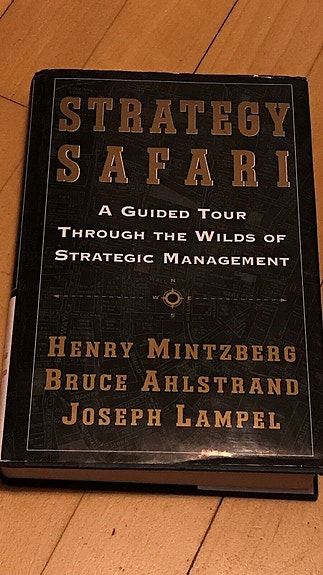 STRATEGY
SAFARI
A GUIDED TOUR
THROUGH THE WILDS OF
STRATEGIC MANAGEMENT
N
W E
S
HENRY MINTZBERG
BRUCE AHLSTRAND
JOSEPH LAMPEL